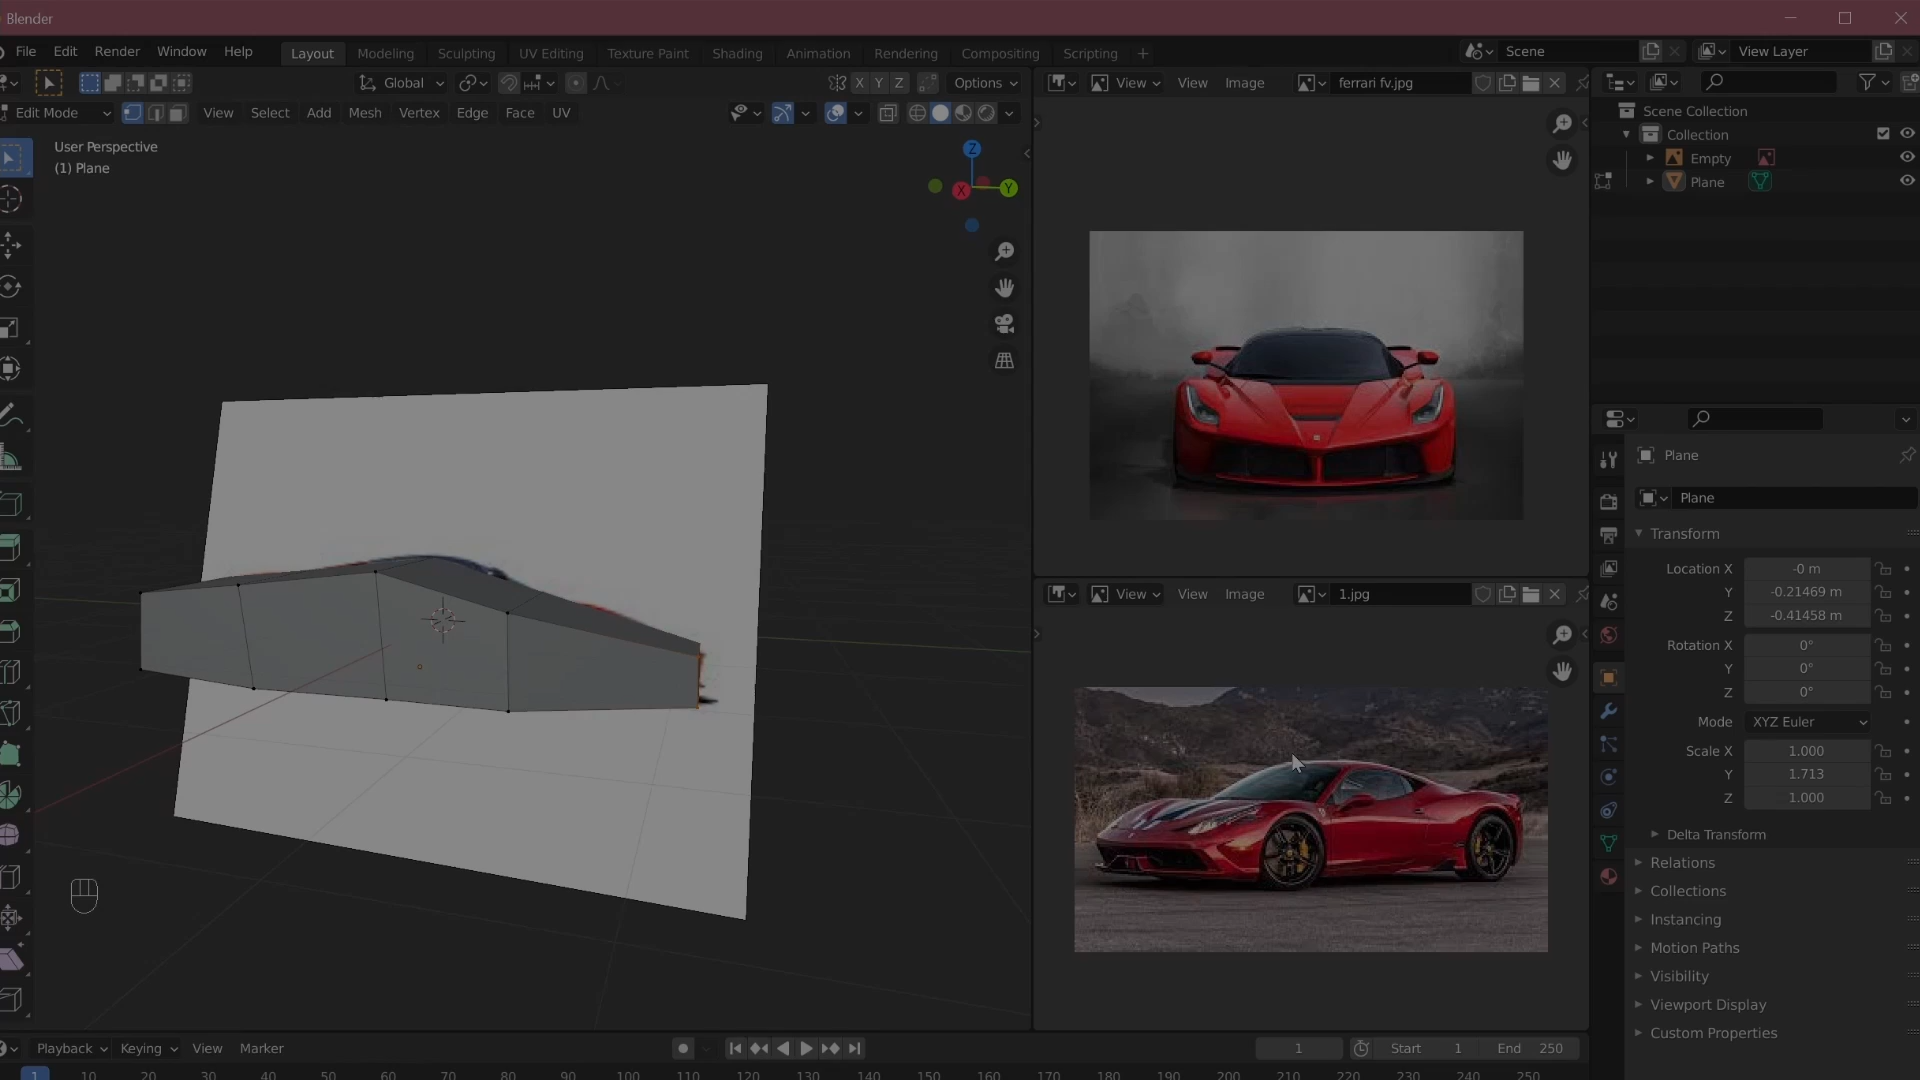 Blender
File Edit Render Window Help Layout Modeling Sculpting UV Editing Texture Paint Shading Animation Rendering Compositing Scripting + Scene View Layer
Global X Y Z Options
View View Image ferrari fv.jpg
Edit Mode View Select Add Mesh Vertex Edge Face UV
User Perspective
(1) Plane
Z
X
Y
Scene Collection
Collection
Empty
Plane
Plane
Plane
Transform
Location X -0 m
Y -0.21469 m
Z -0.41458 m
Rotation X 0°
Y 0°
Z 0°
Mode XYZ Euler
Scale X 1.000
Y 1.713
Z 1.000
Delta Transform
Relations
Collections
Instancing
Motion Paths
Visibility
Viewport Display
Custom Properties
View View Image 1.jpg
Playback Keying View Marker 1 Start 1 End 250
1 10 20 30 40 50 60 70 80 90 100 110 120 130 140 150 160 170 180 190 200 210 220 230 240 250